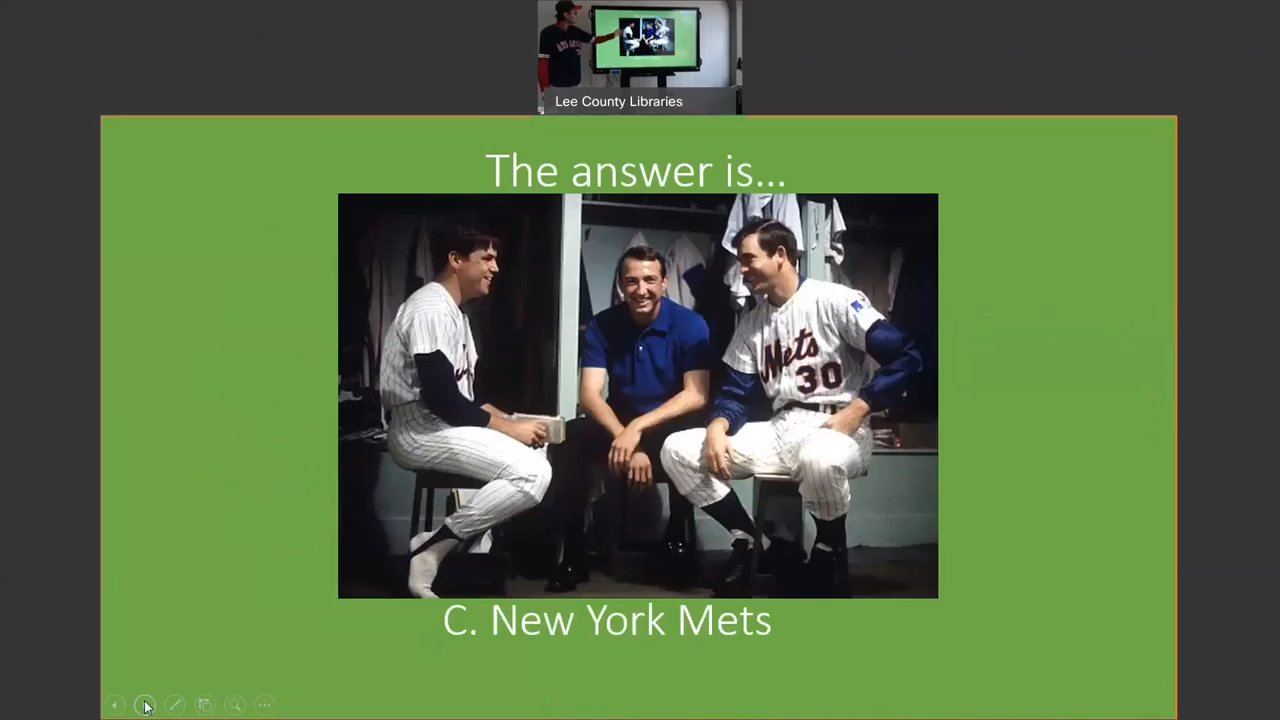 Lee County Libraries
The answer is...
Mets
30
C. New York Mets